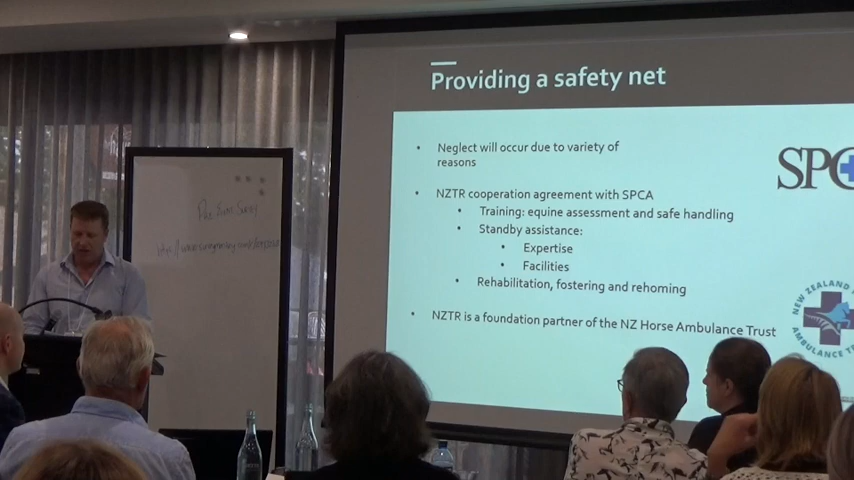 Providing a safety net
• Neglect will occur due to variety of
reasons
• NZTR cooperation agreement with SPCA
• Training: equine assessment and safe handling
• Standby assistance:
• Expertise
• Facilities
• Rehabilitation, fostering and rehoming
• NZTR is a foundation partner of the NZ Horse Ambulance Trust
SPC
NEW ZEALAND
AMBULANCE